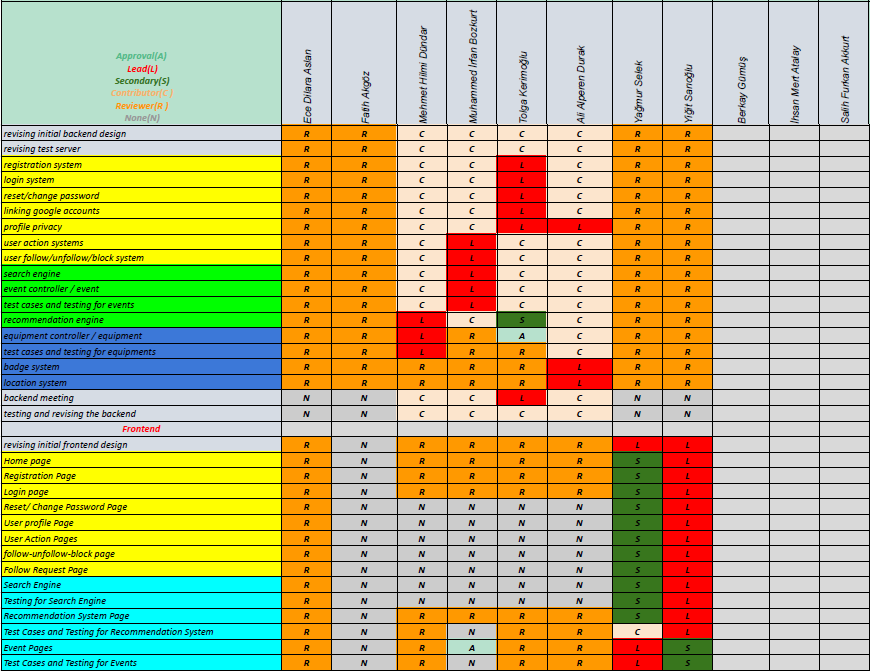 Approval(A)
Lead(L)
Secondary(S)
Contributor(C )
Reviewer(R )
None(N)
Ece Dilara Aslan
Fatih Akgöz
Mehmet Hilmi Dündar
Muhammed İrfan Bozkurt
Tolga Kerimoğlu
Ali Alperen Durak
Yağmur Selek
Yiğit Sarıoğlu
Berkay Gümüş
İhsan Mert Atalay
Salih Furkan Akkurt
revising initial backend design R R C C C C R R
revising test server R R C C C C R R
registration system R R C C L C R R
login system R R C C L C R R
reset/change password R R C C L C R R
linking google accounts R R C C L C R R
profile privacy R R C C L L R R
user action systems R R C L C C R R
user follow/unfollow/block system R R C L C C R R
search engine R R C L C C R R
event controller / event R R C L C C R R
test cases and testing for events R R C L C C R R
recommendation engine R R L C S C R R
equipment controller / equipment R R L R A C R R
test cases and testing for equipments R R L R R C R R
badge system R R R R R L R R
location system R R R R R L R R
backend meeting N N C C L C N N
testing and revising the backend N N C C C C N N
Frontend
revising initial frontend design R N R R R R L L
Home page R N R R R R S L
Registration Page R N R R R R S L
Login page R N R R R R S L
Reset/ Change Password Page R N N N N N S L
User profile Page R N N N N N S L
User Action Pages R N N N N N S L
follow-unfollow-block page R N N N N N S L
Follow Request Page R N N N N N S L
Search Engine R N N N N N S L
Testing for Search Engine R N N N N N S L
Recommendation System Page R N R R R R S L
Test Cases and Testing for Recommendation System R N R N R R C L
Event Pages R N R A R R L S
Test Cases and Testing for Events R N R N R R L S